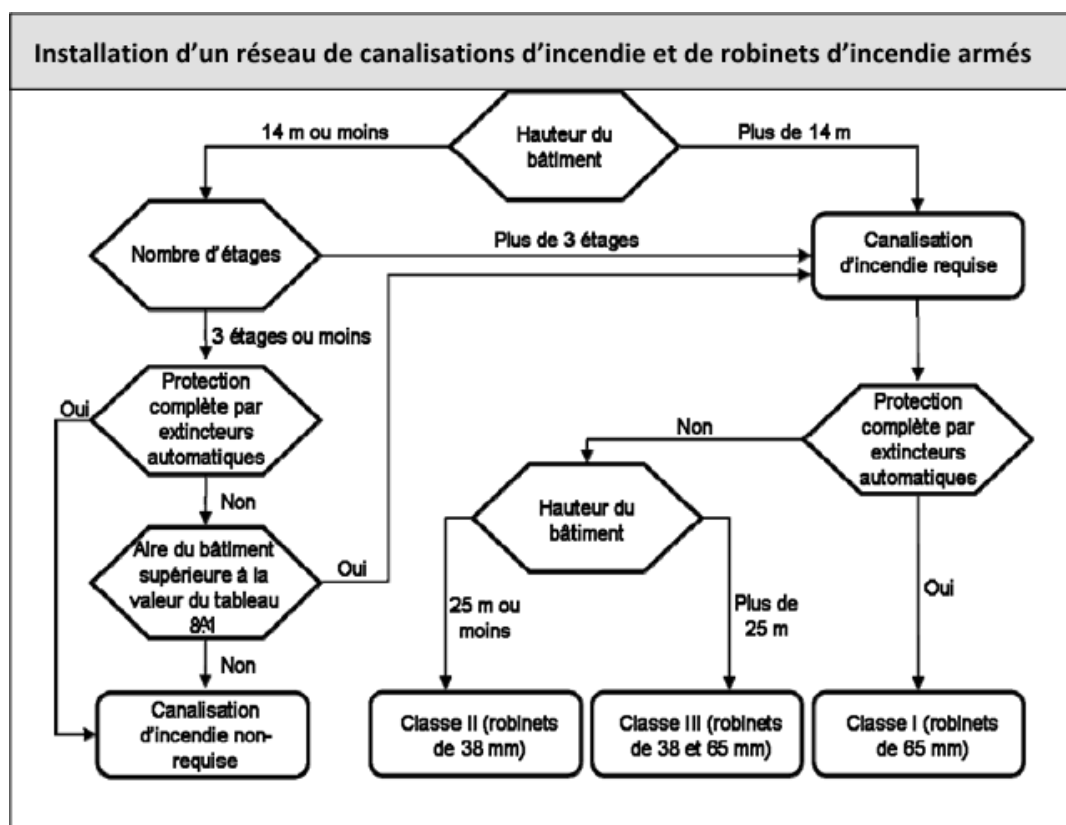 Installation d'un réseau de canalisations d'incendie et de robinets d'incendie armés
14 m ou moins
Hauteur du
bâtiment
Plus de 14 m
Nombre d'étages
Plus de 3 étages
Canalisation
d'incendie requise
3 étages ou moins
Oui
Protection
complète par
extincteurs
automatiques
Non
Protection
complète par
extincteurs
automatiques
Non
Hauteur du
bâtiment
Aire du bâtiment
supérieure à la
valeur du tableau
Oui
25 m ou
moins
Plus de
25 m
Oui
Non
Canalisation
d'incendie non-
requise
Classe II (robinets
de 38 mm)
Classe III (robinets
de 38 et 65 mm)
Classe I (robinets
de 65 mm)